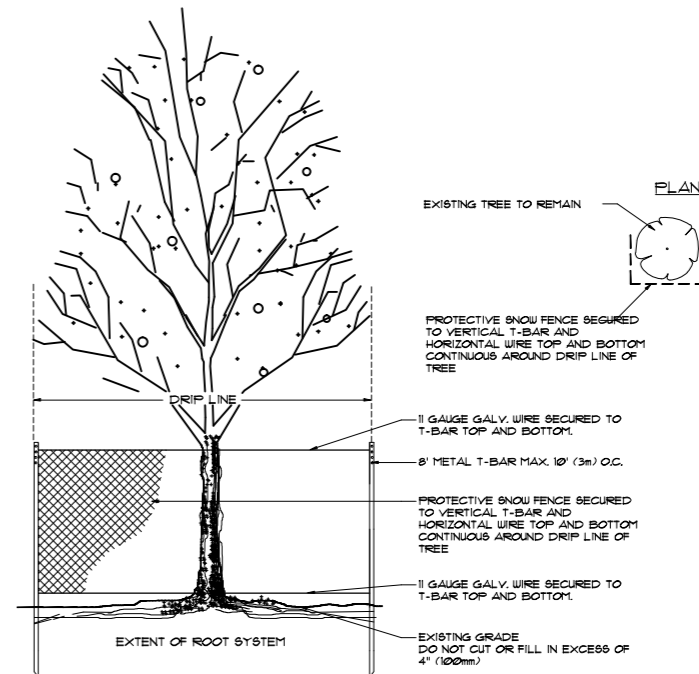 PLAN
EXISTING TREE TO REMAIN
PROTECTIVE SNOW FENCE SECURED
TO VERTICAL T-BAR AND
HORIZONTAL WIRE TOP AND BOTTOM
CONTINUOUS AROUND DRIP LINE OF
TREE
DRIP LINE
11 GAUGE GALV. WIRE SECURED TO
T-BAR TOP AND BOTTOM.
8' METAL T-BAR MAX. 10' (3m) O.C.
PROTECTIVE SNOW FENCE SECURED
TO VERTICAL T-BAR AND
HORIZONTAL WIRE TOP AND BOTTOM
CONTINUOUS AROUND DRIP LINE OF
TREE
11 GAUGE GALV. WIRE SECURED TO
T-BAR TOP AND BOTTOM.
EXTENT OF ROOT SYSTEM
EXISTING GRADE
DO NOT CUT OR FILL IN EXCESS OF
4" (100mm)